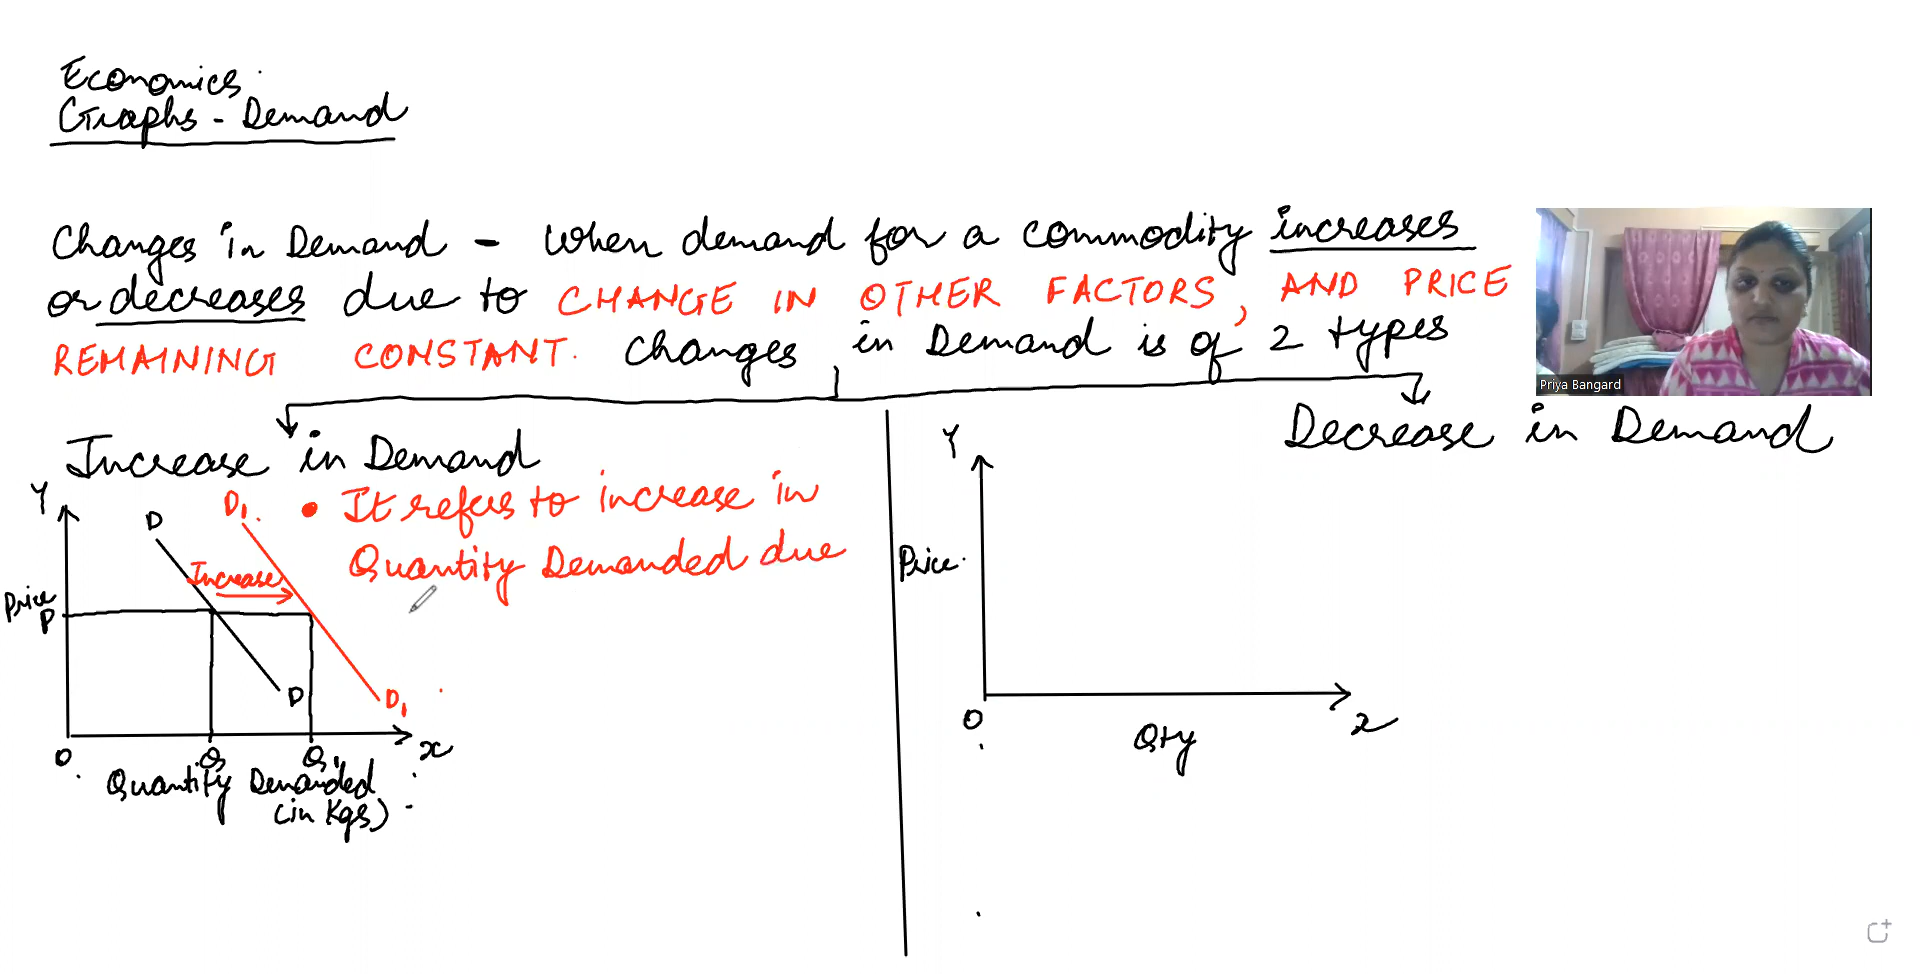 Economics
Graphs - Demand
Changes in Demand - When demand for a commodity increases
or decreases due to CHANGE IN OTHER FACTORS, AND PRICE
REMAINING CONSTANT. Changes in Demand is of 2 types
Priya Bangard
Increase in Demand
Decrease in Demand
• It refers to increase in
Quantity Demanded due
Y
D
D1
Increase
Price
P
D
D1
O
Q
Q1
x
Quantity Demanded
(in Kgs)
Y
Price
O
Qty
x